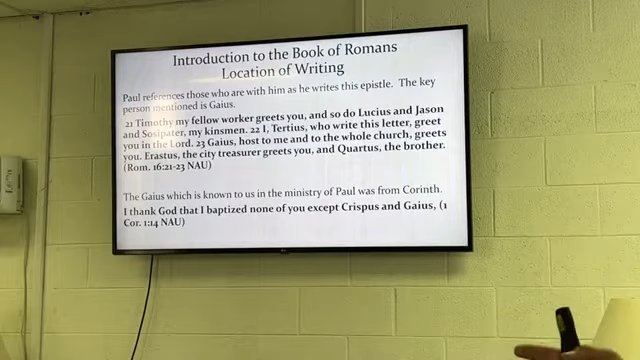 Introduction to the Book of Romans
Location of Writing
Paul references those who are with him as he writes this epistle. The key
person mentioned is Gaius.
21 Timothy my fellow worker greets you, and so do Lucius and Jason
and Sosipater, my kinsmen. 22 I, Tertius, who write this letter, greet
you in the Lord. 23 Gaius, host to me and to the whole church, greets
you. Erastus, the city treasurer greets you, and Quartus, the brother.
(Rom. 16:21-23 NAU)
The Gaius which is known to us in the ministry of Paul was from Corinth.
I thank God that I baptized none of you except Crispus and Gaius, (1
Cor. 1:14 NAU)